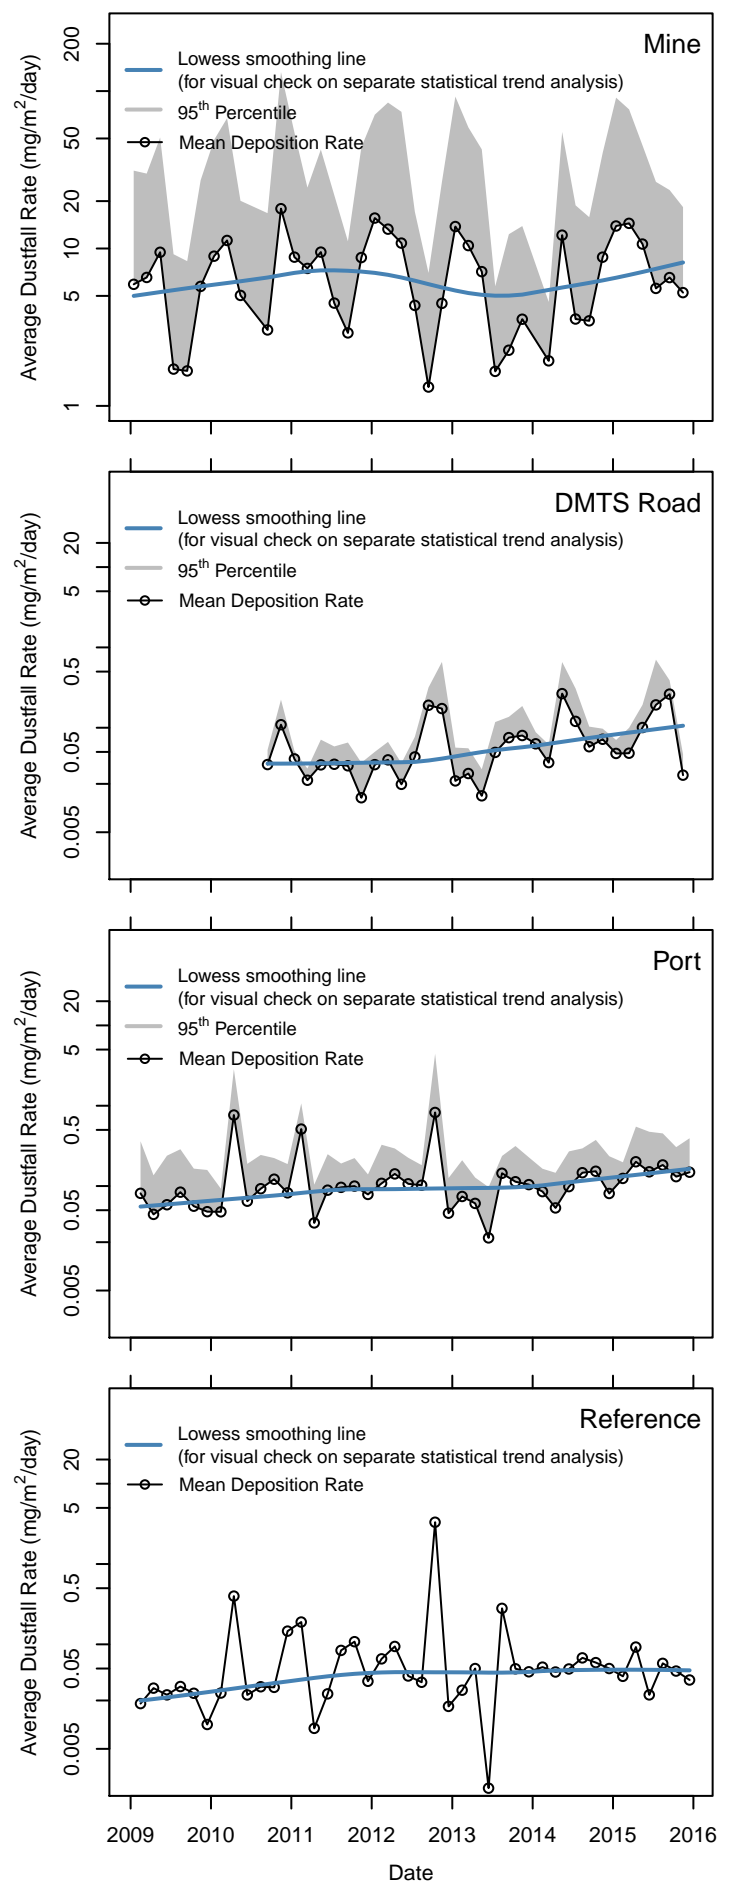 Mine
Lowess smoothing line
(for visual check on separate statistical trend analysis)
95th Percentile
Mean Deposition Rate
Average Dustfall Rate (mg/m²/day)
200
50
20
10
5
1
DMTS Road
Lowess smoothing line
(for visual check on separate statistical trend analysis)
95th Percentile
Mean Deposition Rate
Average Dustfall Rate (mg/m²/day)
20
5
0.5
0.05
0.005
Port
Lowess smoothing line
(for visual check on separate statistical trend analysis)
95th Percentile
Mean Deposition Rate
Average Dustfall Rate (mg/m²/day)
20
5
0.5
0.05
0.005
Reference
Lowess smoothing line
(for visual check on separate statistical trend analysis)
Mean Deposition Rate
Average Dustfall Rate (mg/m²/day)
20
5
0.5
0.05
0.005
2009 2010 2011 2012 2013 2014 2015 2016
Date